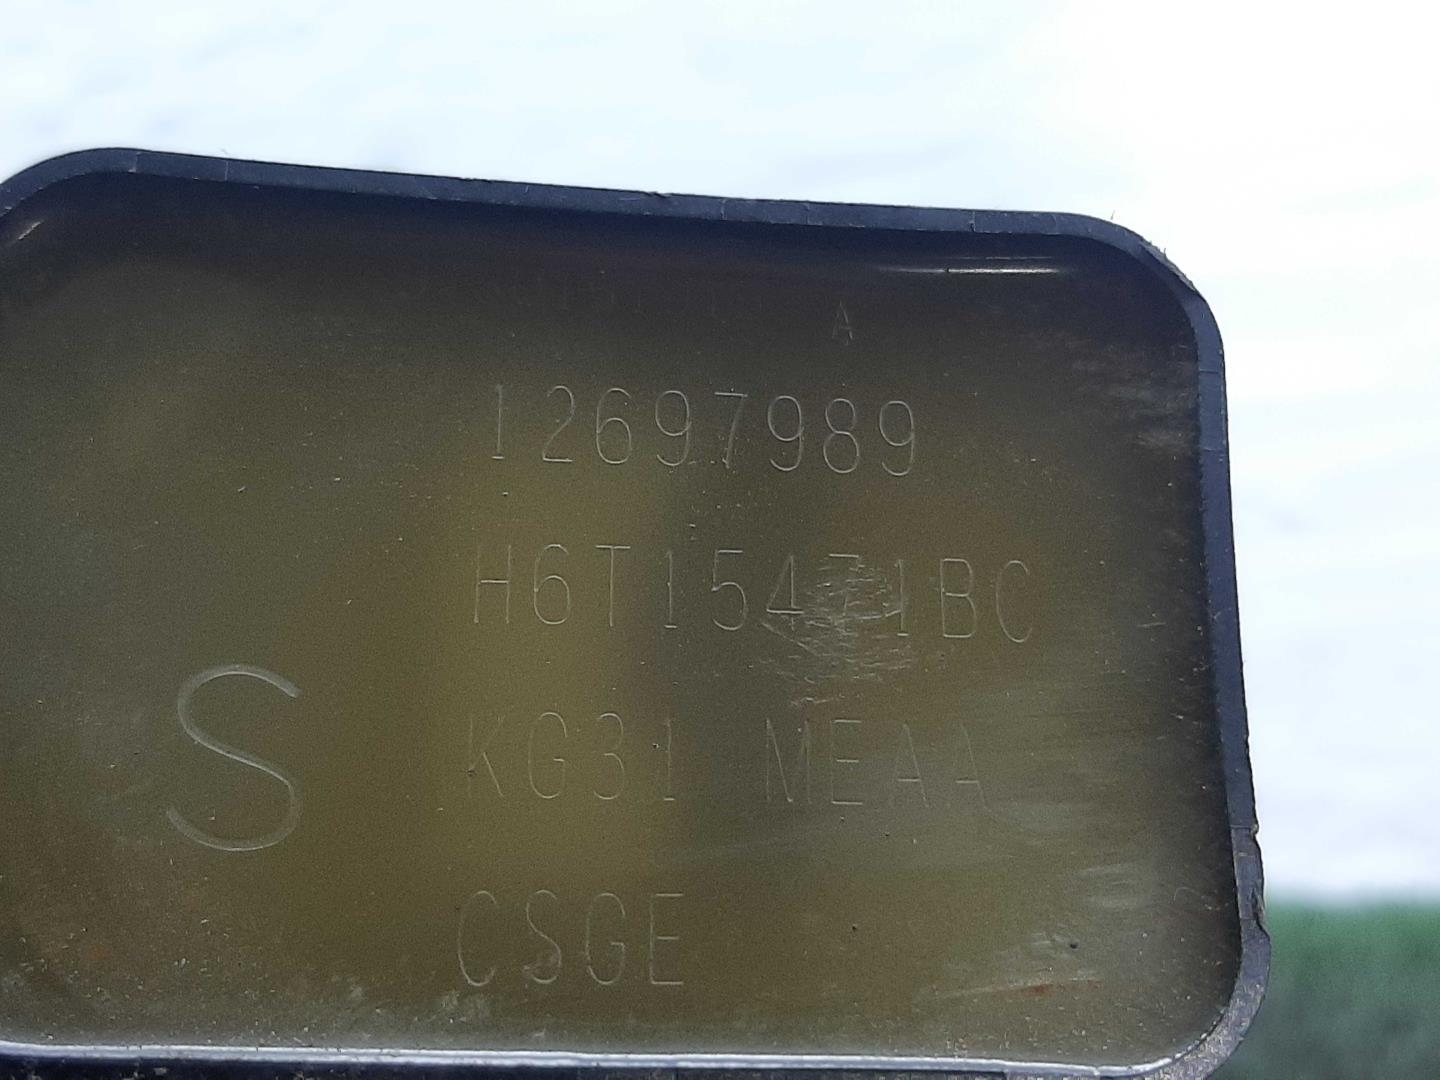 A
12697989
H6T15471BC
S
KG31 MEAA
CSGE